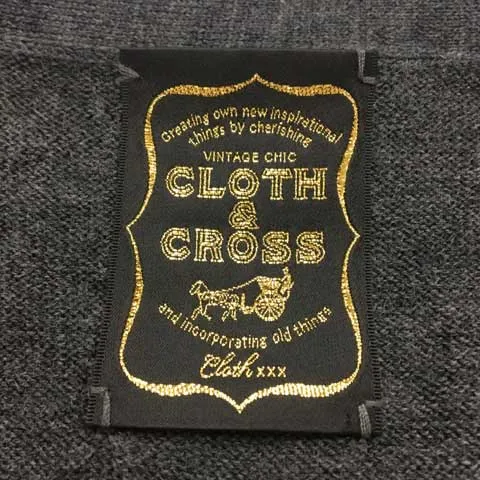 Creating own new inspirational
things by cherishing
VINTAGE CHIC
CLOTH
&
CROSS
and incorporating old things
Cloth xxx